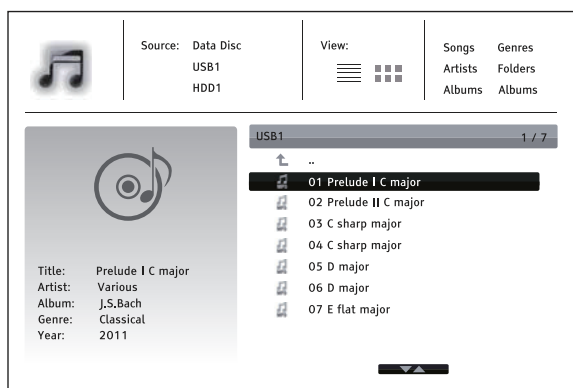 Source: Data Disc
USB1
HDD1
View:
Songs Genres
Artists Folders
Albums Albums
USB1 1 / 7
..
01 Prelude I C major
02 Prelude II C major
03 C sharp major
04 C sharp major
05 D major
06 D major
07 E flat major
Title: Prelude I C major
Artist: Various
Album: J.S.Bach
Genre: Classical
Year: 2011